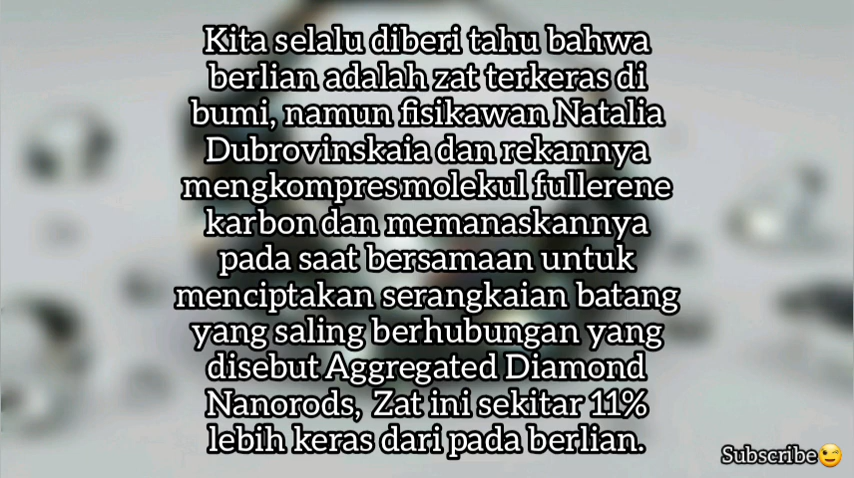 Kita selalu diberi tahu bahwa
berlian adalah zat terkeras di
bumi, namun fisikawan Natalia
Dubrovinskaia dan rekannya
mengkompres molekul fullerene
karbon dan memanaskannya
pada saat bersamaan untuk
menciptakan serangkaian batang
yang saling berhubungan yang
disebut Aggregated Diamond
Nanorods, Zat ini sekitar 11%
lebih keras dari pada berlian.
Subscribe😉